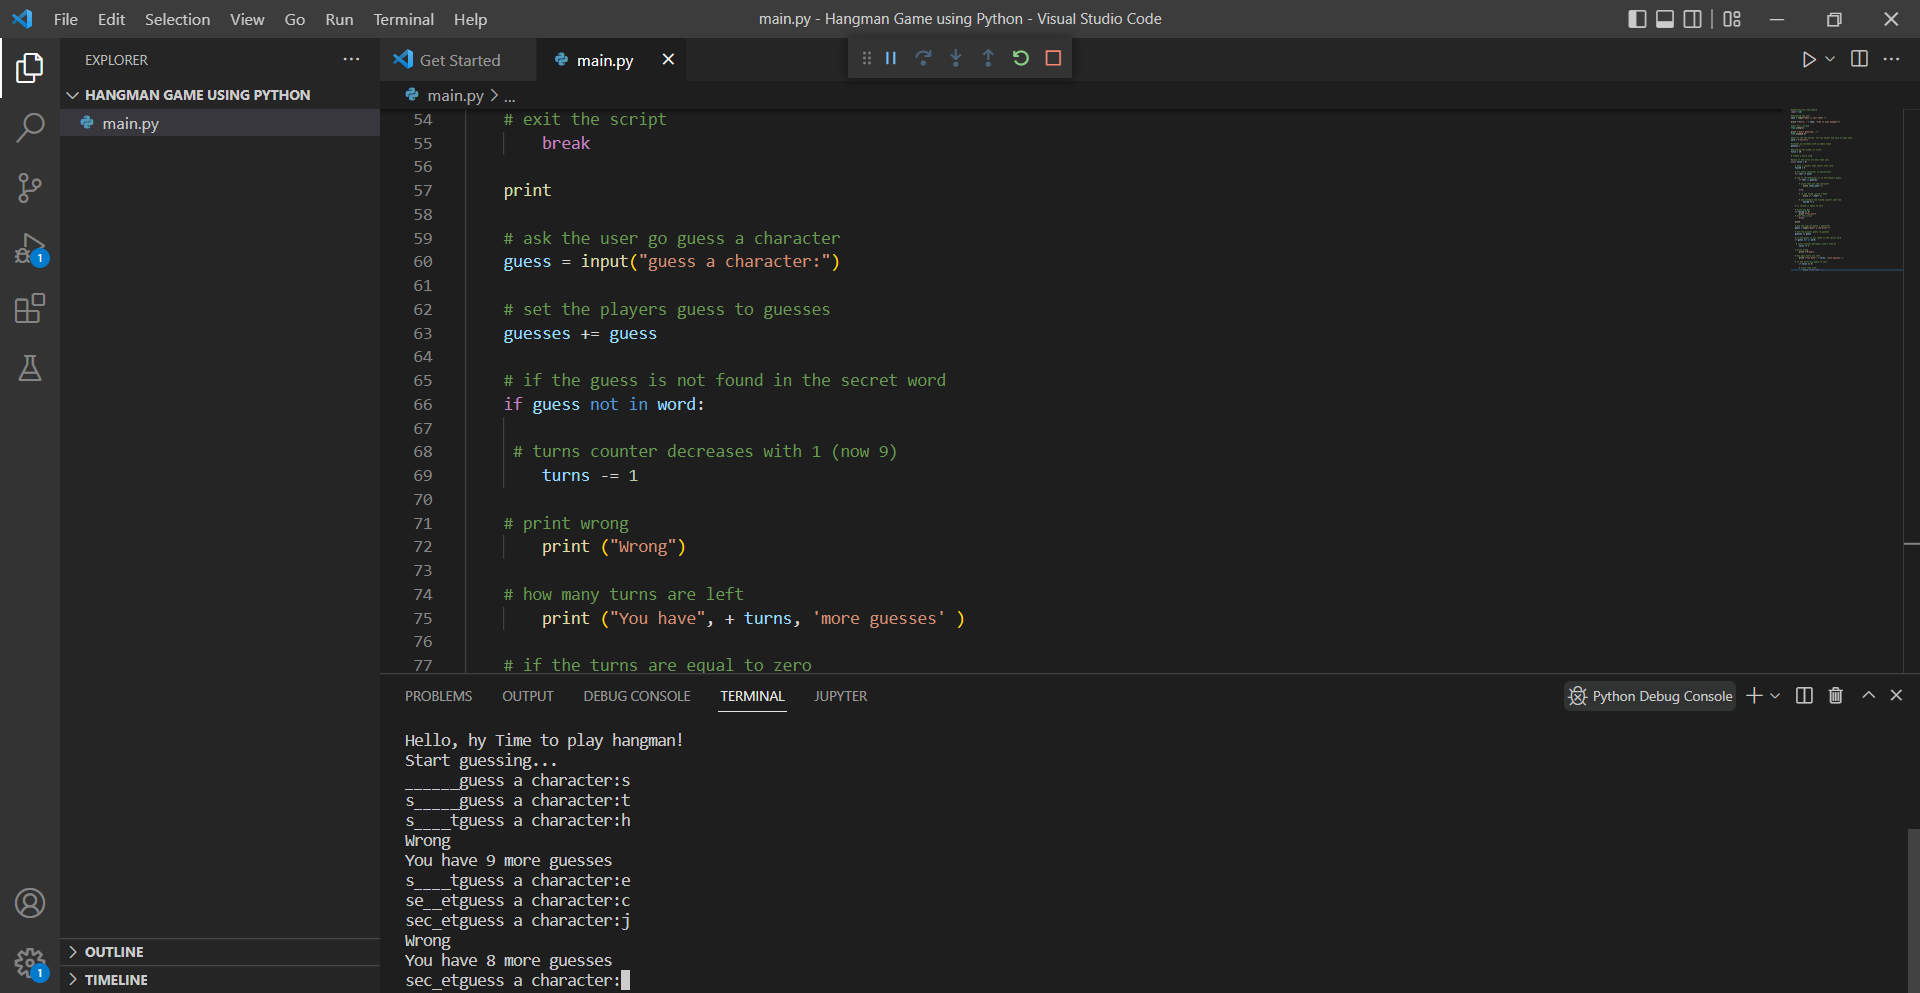 File Edit Selection View Go Run Terminal Help
main.py - Hangman Game using Python - Visual Studio Code
EXPLORER
HANGMAN GAME USING PYTHON
main.py
1
1
OUTLINE
TIMELINE
Get Started
main.py
main.py > ...
54 # exit the script
55 break
56
57 print
58
59 # ask the user go guess a character
60 guess = input("guess a character:")
61
62 # set the players guess to guesses
63 guesses += guess
64
65 # if the guess is not found in the secret word
66 if guess not in word:
67
68 # turns counter decreases with 1 (now 9)
69 turns -= 1
70
71 # print wrong
72 print ("Wrong")
73
74 # how many turns are left
75 print ("You have", + turns, 'more guesses' )
76
77 # if the turns are equal to zero
PROBLEMS OUTPUT DEBUG CONSOLE TERMINAL JUPYTER
Python Debug Console
Hello, hy Time to play hangman!
Start guessing...
______guess a character:s
s_____guess a character:t
s____tguess a character:h
Wrong
You have 9 more guesses
s____tguess a character:e
se__etguess a character:c
sec_etguess a character:j
Wrong
You have 8 more guesses
sec_etguess a character: